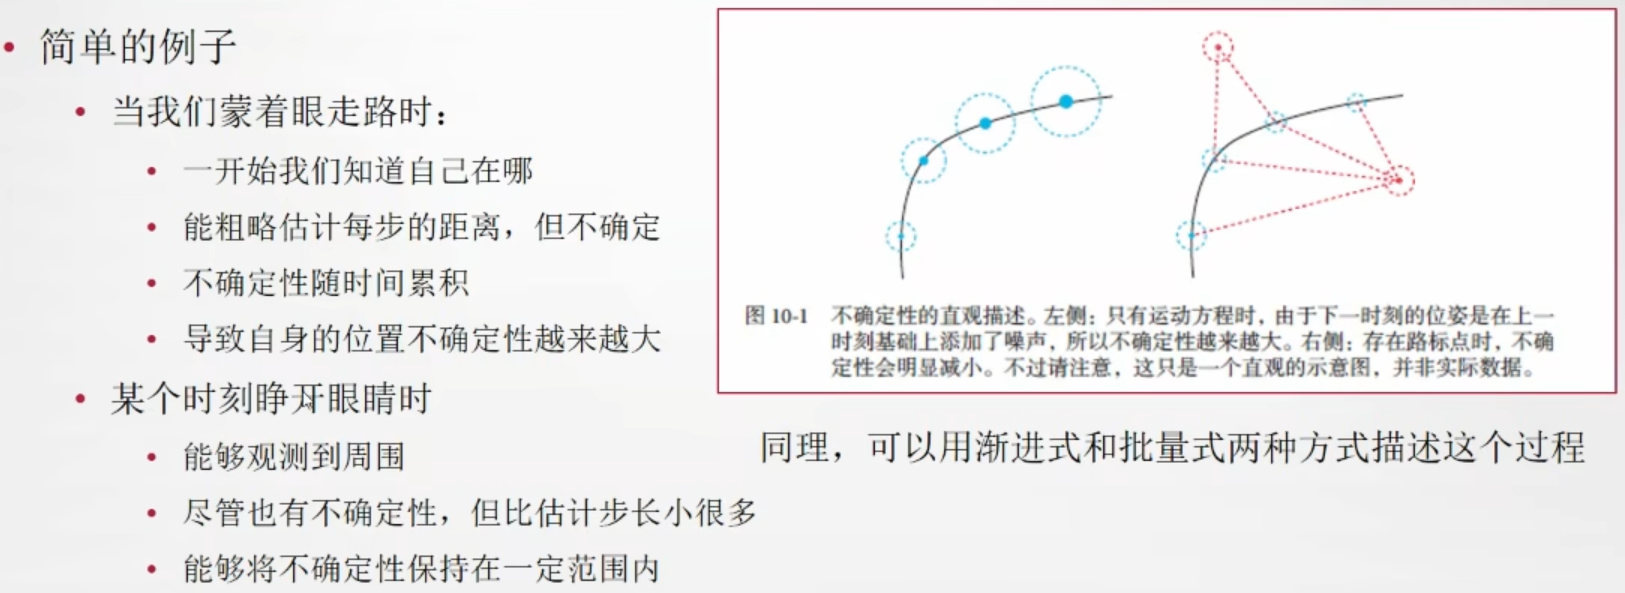 • 简单的例子
• 当我们蒙着眼走路时：
• 一开始我们知道自己在哪
• 能粗略估计每步的距离，但不确定
• 不确定性随时间累积
• 导致自身的位置不确定性越来越大
• 某个时刻睁开眼睛时
• 能够观测到周围
• 尽管也有不确定性，但比估计步长小很多
• 能够将不确定性保持在一定范围内
图 10-1 不确定性的直观描述。左侧：只有运动方程时，由于下一时刻的位姿是在上一
时刻基础上添加了噪声，所以不确定性越来越大。右侧：存在路标点时，不确
定性会明显减小。不过请注意，这只是一个直观的示意图，并非实际数据。
同理，可以用渐进式和批量式两种方式描述这个过程